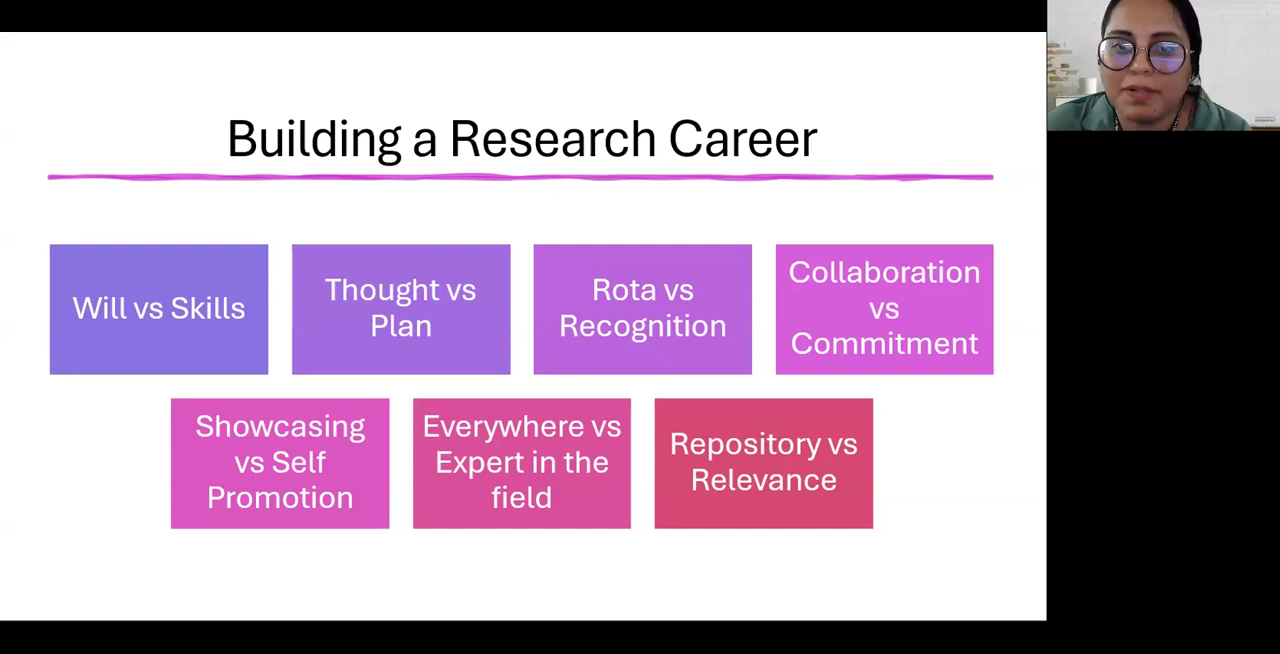 Building a Research Career
Will vs Skills
Thought vs
Plan
Rota vs
Recognition
Collaboration
vs
Commitment
Showcasing
vs Self
Promotion
Everywhere vs
Expert in the
field
Repository vs
Relevance